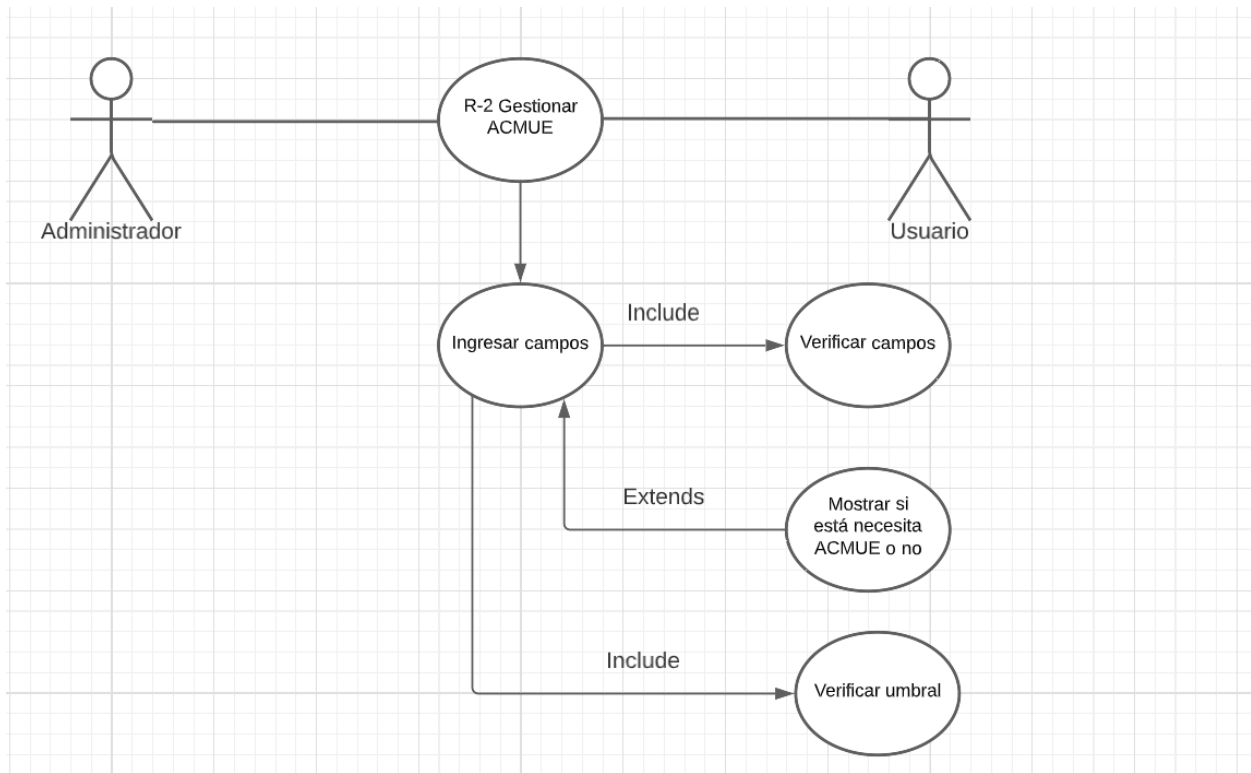 R-2 Gestionar
ACMUE
Administrador
Usuario
Ingresar campos
Include
Verificar campos
Extends
Mostrar si
está necesita
ACMUE o no
Include
Verificar umbral